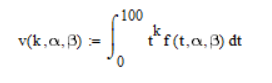 v(k,α,β) := ∫₀¹⁰⁰ tᵏ f(t,α,β) dt